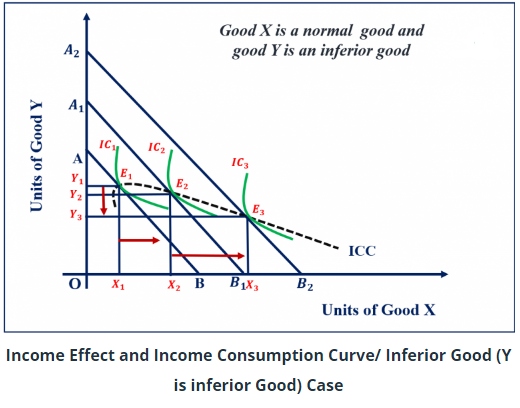 Good X is a normal good and
good Y is an inferior good
A₂
A₁
A
IC₁
IC₂
IC₃
Y₁
E₁
E₂
Y₂
Y₃
E₃
ICC
Units of Good Y
O
X₁
X₂
B
B₁
X₃
B₂
Units of Good X
Income Effect and Income Consumption Curve/ Inferior Good (Y
is inferior Good) Case